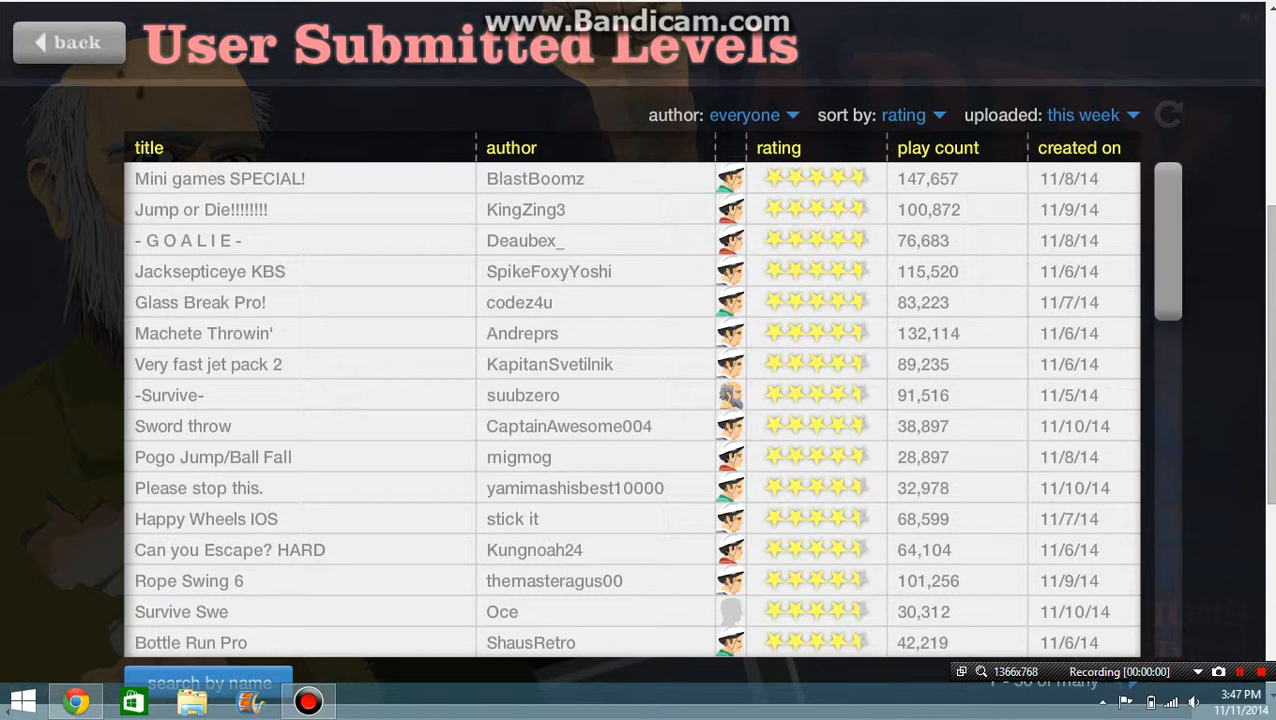 www.Bandicam.com
back
User Submitted Levels
author: everyone sort by: rating uploaded: this week
title author rating play count created on
Mini games SPECIAL! BlastBoomz 147,657 11/8/14
Jump or Die!!!!!!!! KingZing3 100,872 11/9/14
- G O A L I E - Deaubex_ 76,683 11/8/14
Jacksepticeye KBS SpikeFoxyYoshi 115,520 11/6/14
Glass Break Pro! codez4u 83,223 11/7/14
Machete Throwin' Andreprs 132,114 11/6/14
Very fast jet pack 2 KapitanSvetilnik 89,235 11/6/14
-Survive- suubzero 91,516 11/5/14
Sword throw CaptainAwesome004 38,897 11/10/14
Pogo Jump/Ball Fall migmog 28,897 11/8/14
Please stop this. yamimashisbest10000 32,978 11/10/14
Happy Wheels IOS stick it 68,599 11/7/14
Can you Escape? HARD Kungnoah24 64,104 11/6/14
Rope Swing 6 themasteragus00 101,256 11/9/14
Survive Swe Oce 30,312 11/10/14
Bottle Run Pro ShausRetro 42,219 11/6/14
1366x768 Recording [00:00:00]
search by name
3:47 PM
11/11/2014